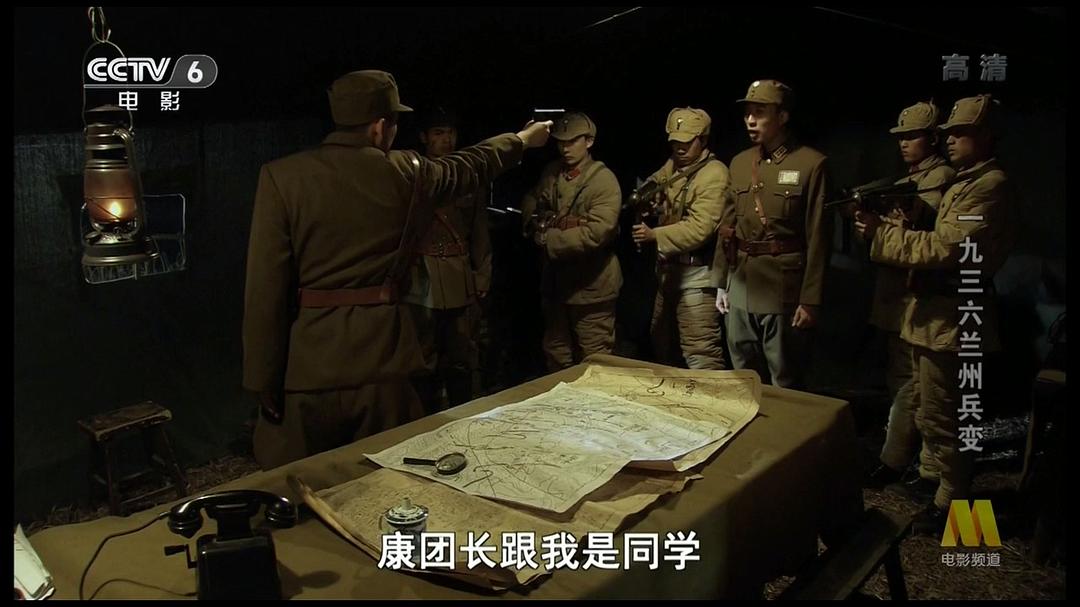 CCTV 6
电影
高清
一九三六兰州兵变
康团长跟我是同学
电影频道